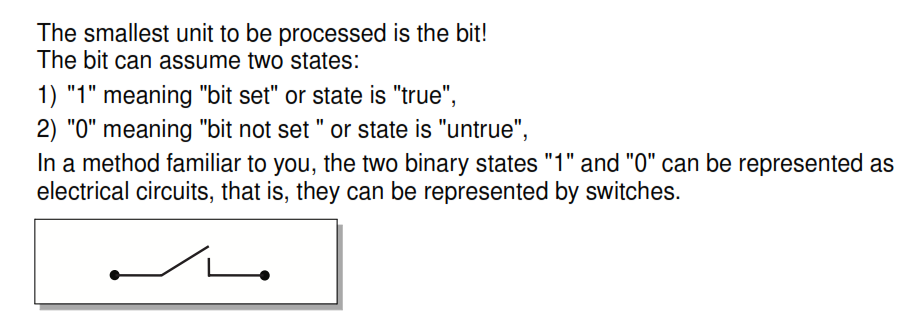 The smallest unit to be processed is the bit!
The bit can assume two states:
1) "1" meaning "bit set" or state is "true",
2) "0" meaning "bit not set " or state is "untrue",
In a method familiar to you, the two binary states "1" and "0" can be represented as
electrical circuits, that is, they can be represented by switches.